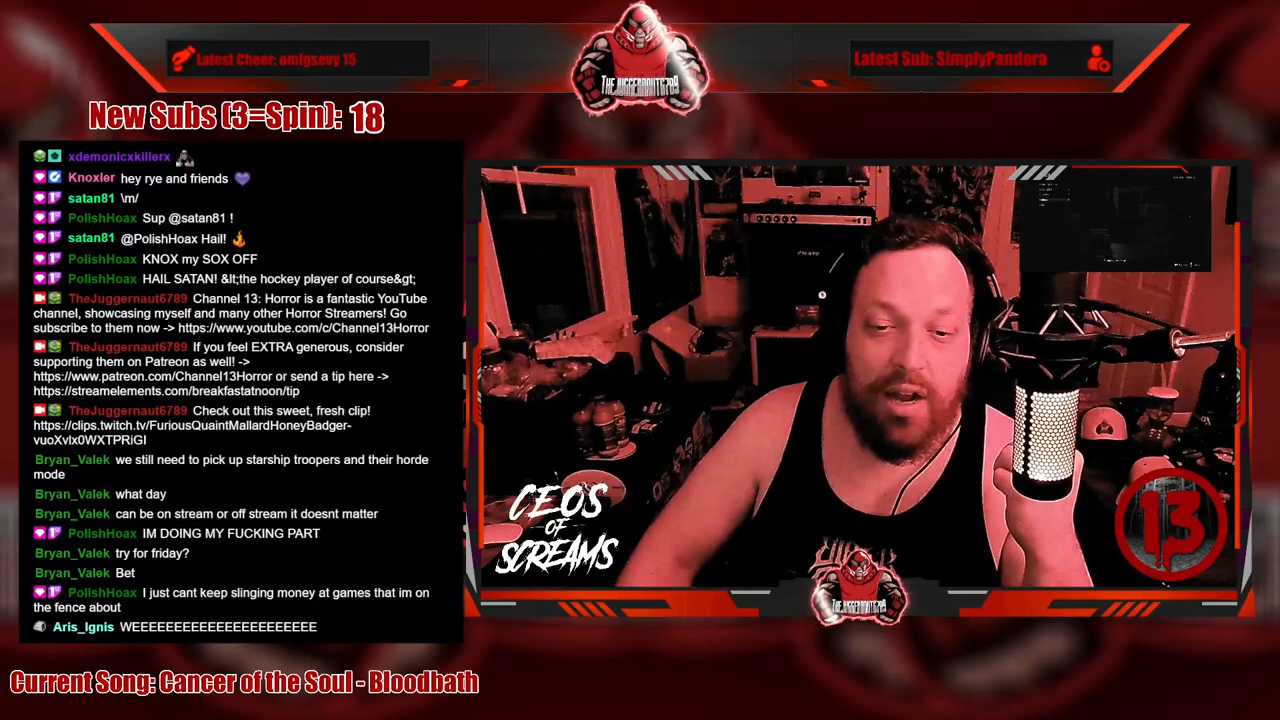 Latest Cheer: omfgsevy 15
THEJUGGERNAUT6789
Latest Sub: SimplyPandora
New Subs (3=Spin): 18
xdemonicxkillerx
Knoxler hey rye and friends
satan81 \m/
PolishHoax Sup @satan81 !
satan81 @PolishHoax Hail!
PolishHoax KNOX my SOX OFF
PolishHoax HAIL SATAN! &lt;the hockey player of course&gt;
TheJuggernaut6789 Channel 13: Horror is a fantastic YouTube
channel, showcasing myself and many other Horror Streamers! Go
subscribe to them now -> https://www.youtube.com/c/Channel13Horror
TheJuggernaut6789 If you feel EXTRA generous, consider
supporting them on Patreon as well! ->
https://www.patreon.com/Channel13Horror or send a tip here ->
https://streamelements.com/breakfastatnoon/tip
TheJuggernaut6789 Check out this sweet, fresh clip!
https://clips.twitch.tv/FuriousQuaintMallardHoneyBadger-
vuoXvlx0WXTPRiGI
Bryan_Valek we still need to pick up starship troopers and their horde
mode
Bryan_Valek what day
Bryan_Valek can be on stream or off stream it doesnt matter
PolishHoax IM DOING MY FUCKING PART
Bryan_Valek try for friday?
Bryan_Valek Bet
PolishHoax I just cant keep slinging money at games that im on
the fence about
Aris_Ignis WEEEEEEEEEEEEEEEEEEEEEE
CEOS
OF
SCREAMS
13
THEJUGGERNAUT6789
Current Song: Cancer of the Soul - Bloodbath